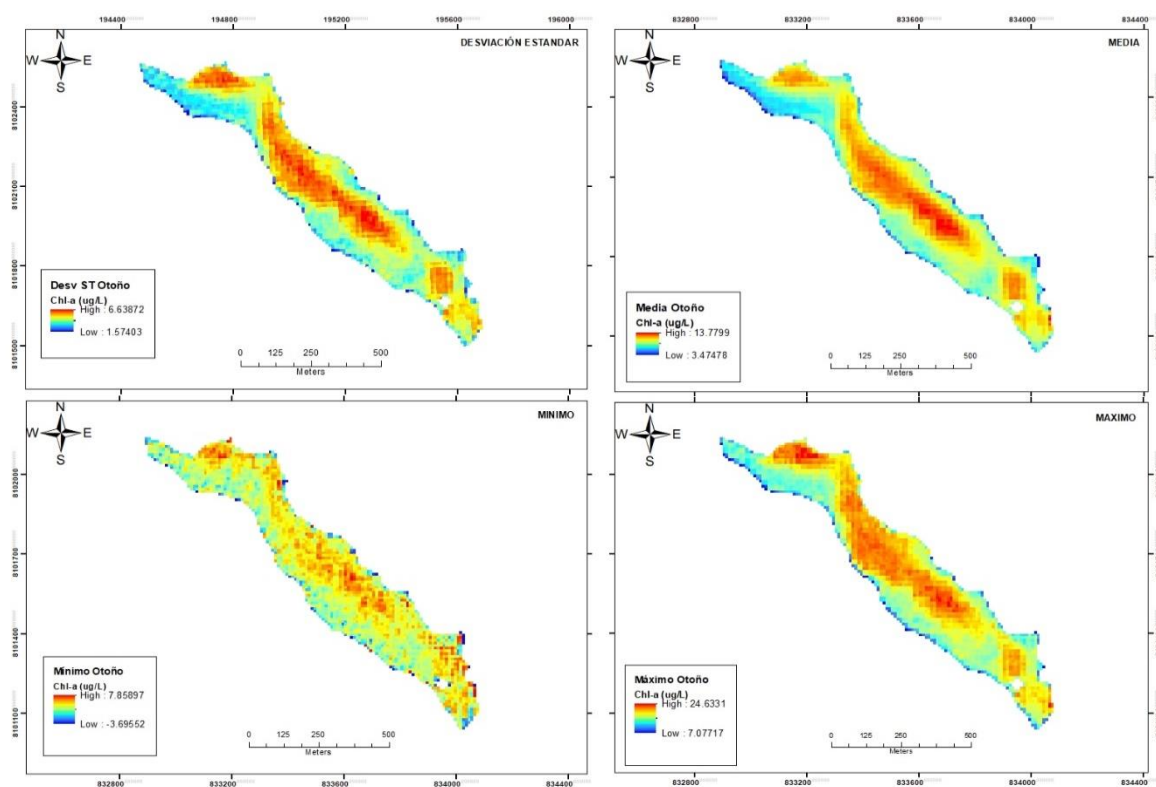 194400 194800 195200 195600 196000
832800 833200 833600 834000 834400
DESVIACIÓN ESTANDAR
N
W E
S
8102400
8102100
8101800
8101500
Desv ST Otoño
Chl-a (ug/L)
High : 6.63872
Low : 1.57403
0 125 250 500
Meters
MEDIA
N
W E
S
Media Otoño
Chl-a (ug/L)
High : 13.7799
Low : 3.47478
0 125 250 500
Meters
MINIMO
N
W E
S
8102000
8101700
8101400
8101100
Mínimo Otoño
Chl-a (ug/L)
High : 7.85897
Low : -3.69552
0 125 250 500
Meters
832800 833200 833600 834000 834400
MAXIMO
N
W E
S
Máximo Otoño
Chl-a (ug/L)
High : 24.6331
Low : 7.07717
0 125 250 500
Meters
832800 833200 833600 834000 834400